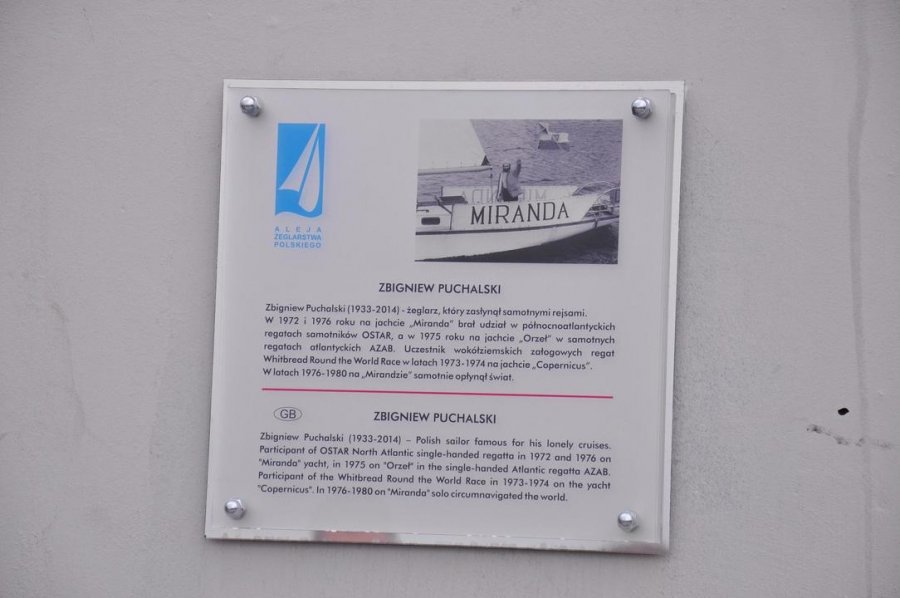 ALEJA
ŻEGLARSTWA
POLSKIEGO
MIRANDA
ZBIGNIEW PUCHALSKI
Zbigniew Puchalski (1933-2014) - żeglarz, który zasłynął samotnymi rejsami.
W 1972 i 1976 roku na jachcie „Miranda” brał udział w północnoatlantyckich
regatach samotników OSTAR, a w 1975 roku na jachcie „Orzeł” w samotnych
regatach atlantyckich AZAB. Uczestnik wokółziemskich załogowych regat
Whitbread Round the World Race w latach 1973-1974 na jachcie „Copernicus”.
W latach 1976-1980 na „Mirandzie” samotnie opłynął świat.
GB
ZBIGNIEW PUCHALSKI
Zbigniew Puchalski (1933-2014) – Polish sailor famous for his lonely cruises.
Participant of OSTAR North Atlantic single-handed regatta in 1972 and 1976 on
"Miranda" yacht, in 1975 on "Orzeł" in the single-handed Atlantic regatta AZAB.
Participant of the Whitbread Round the World Race in 1973-1974 on the yacht
"Copernicus". In 1976-1980 on "Miranda" solo circumnavigated the world.